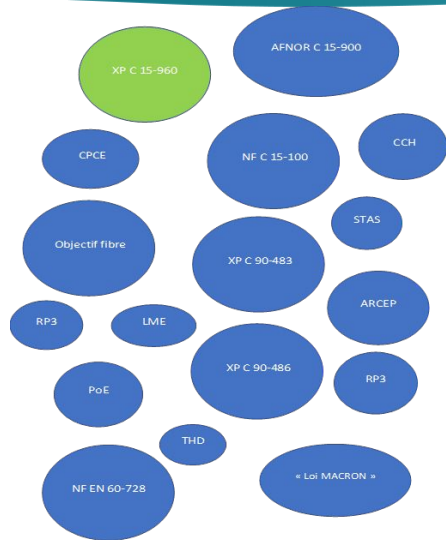 AFNOR C 15-900
XP C 15-960
CPCE
NF C 15-100
CCH
STAS
Objectif fibre
XP C 90-483
ARCEP
RP3
LME
XP C 90-486
RP3
PoE
THD
NF EN 60-728
« Loi MACRON »